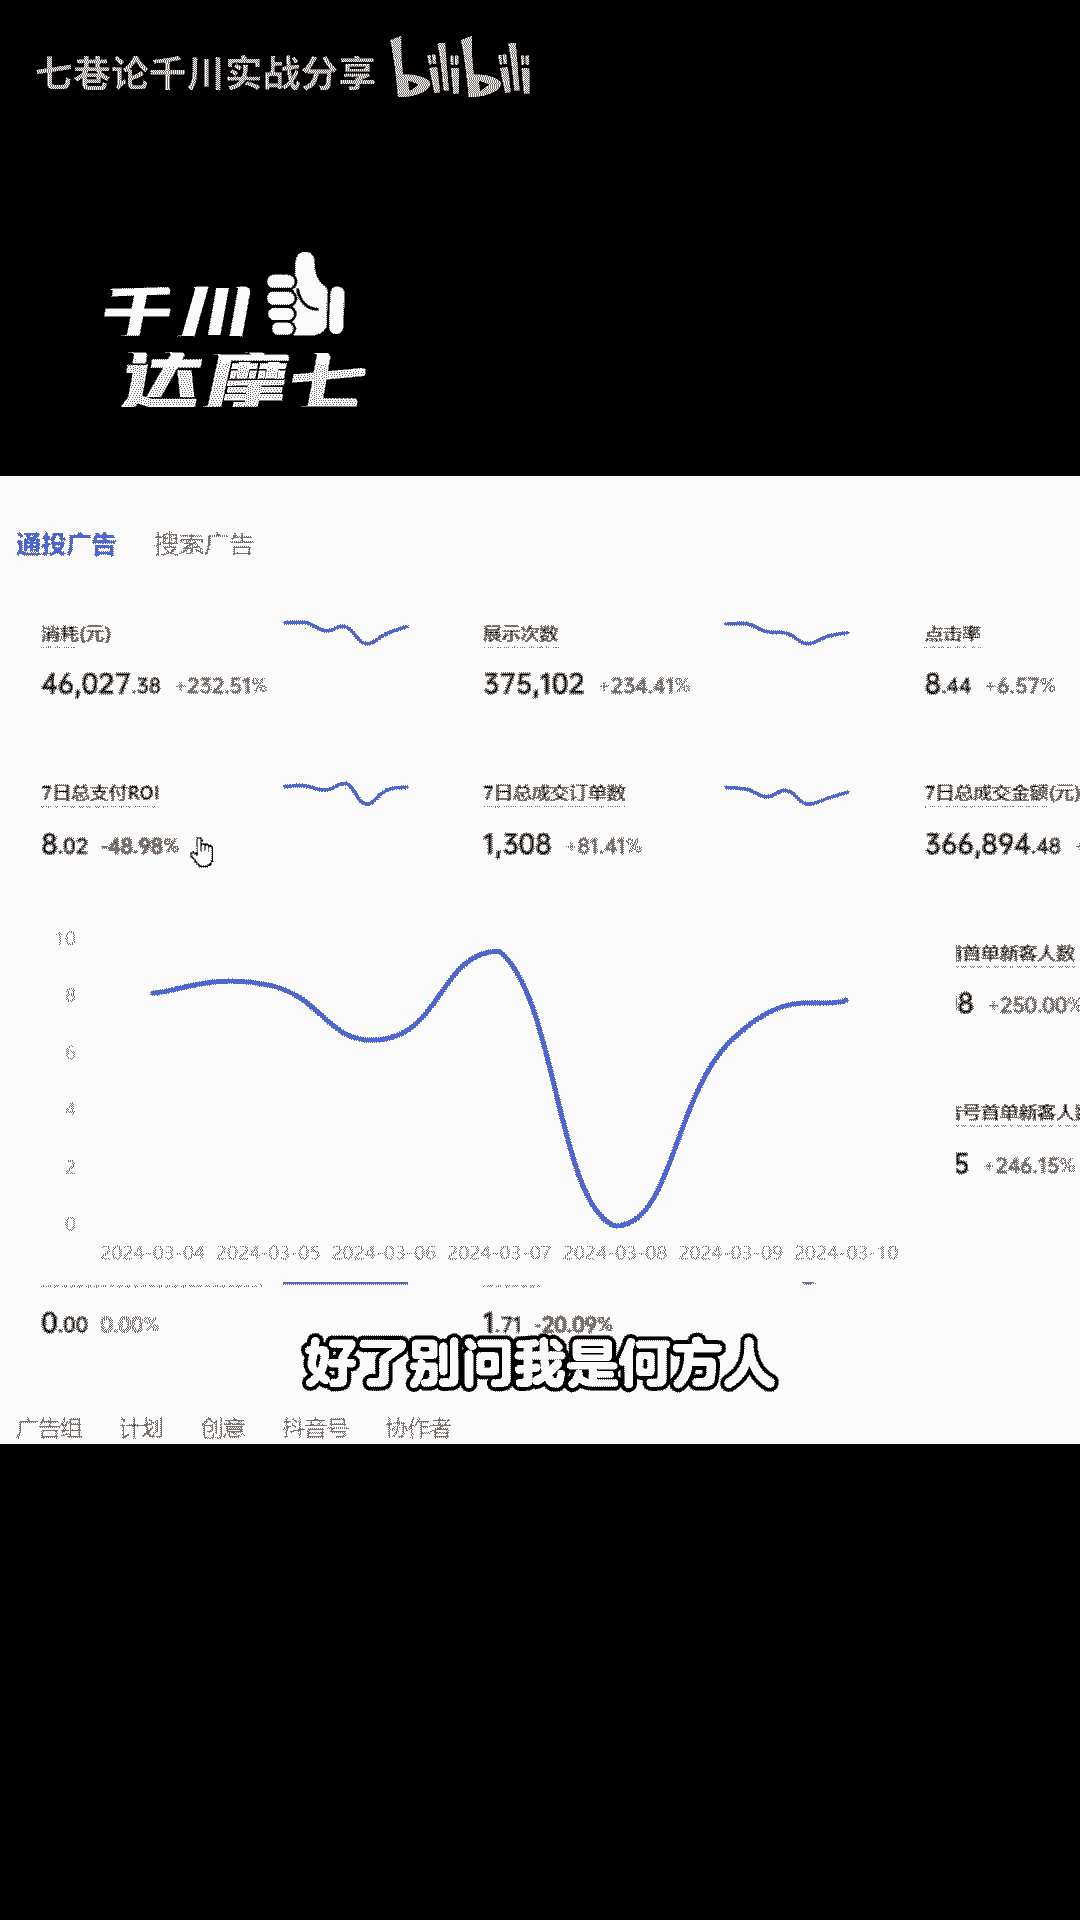 七巷论千川实战分享 bilibili
千川
达摩七
通投广告 搜索广告
消耗(元) 展示次数 点击率
46,027.38 +232.51% 375,102 +234.41% 8.44 +6.57%
7日总支付ROI 7日总成交订单数 7日总成交金额(元)
8.02 -48.98% 1,308 +81.41% 366,894.48
10
8
6
4
2
0
首单新客人数
8 +250.00%
号首单新客人数
5 +246.15%
2024-03-04 2024-03-05 2024-03-06 2024-03-07 2024-03-08 2024-03-09 2024-03-10
0.00 0.00% 1.71 -20.09%
好了别问我是何方人
广告组 计划 创意 抖音号 协作者